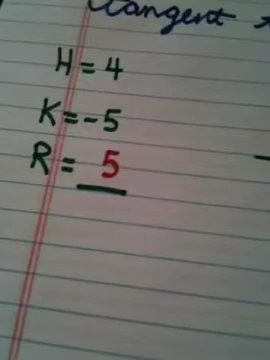 tangent
H = 4
K = -5
R = 5